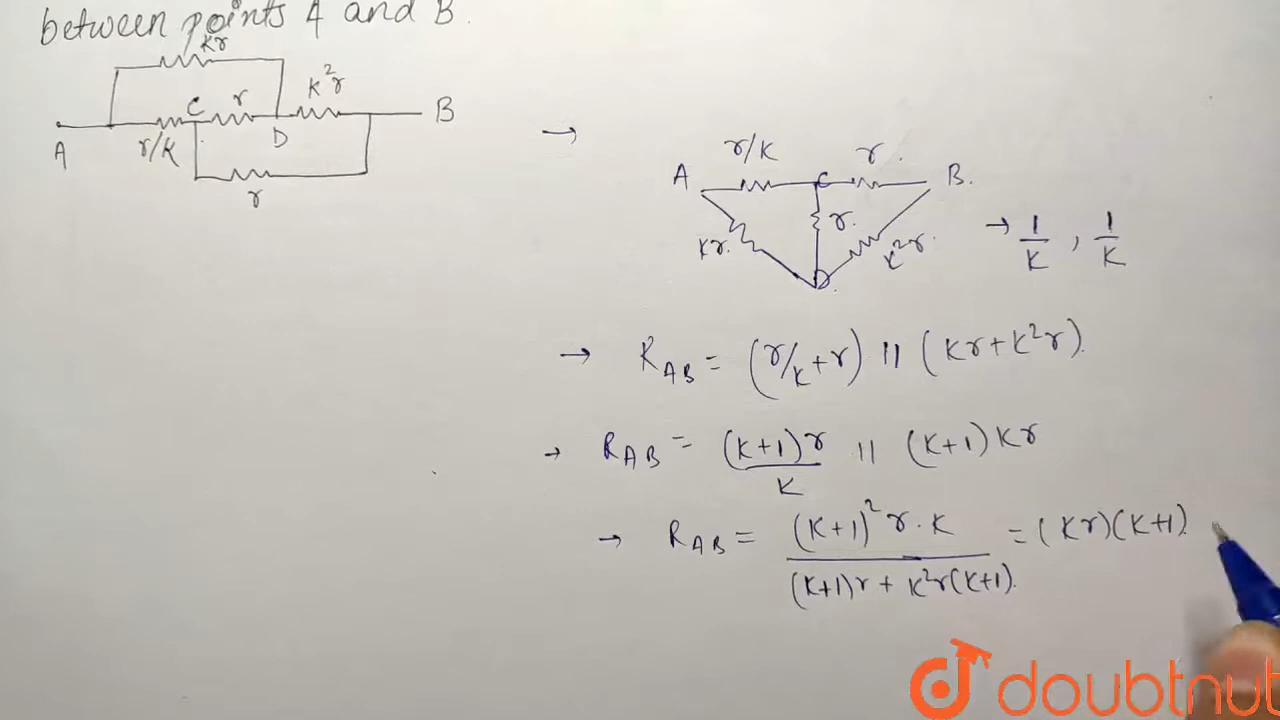 between points A and B.
kr
C r k²r
A r/k D B
r
→
r/k r.
A C B.
r.
kr. k²r. → 1/k , 1/k
D.
→ R_AB = (r/k + r) || (kr + k²r).
→ R_AB = (k+1)r/k || (k+1)kr
→ R_AB = (k+1)² r.k / (k+1)r + k²r(k+1). = (kr)(k+1).
doubtnut